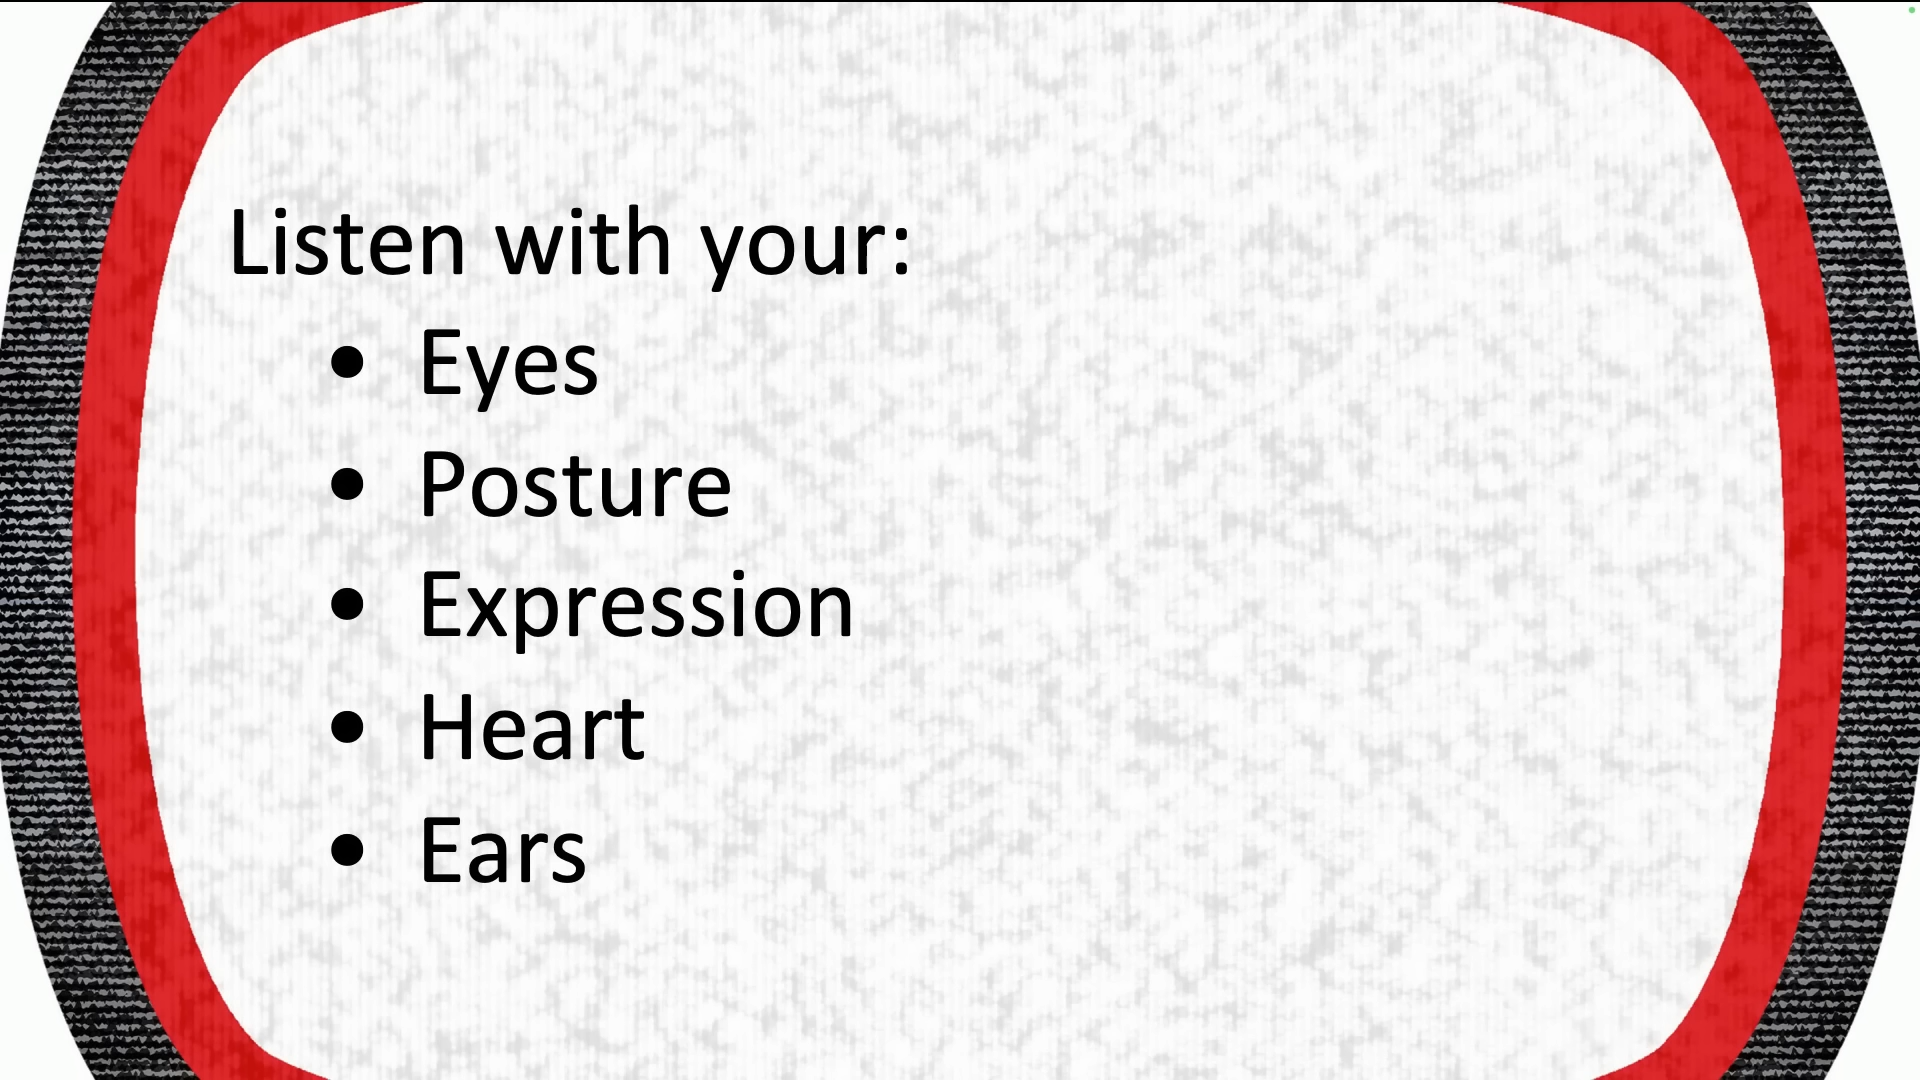 Listen with your:
• Eyes
• Posture
• Expression
• Heart
• Ears